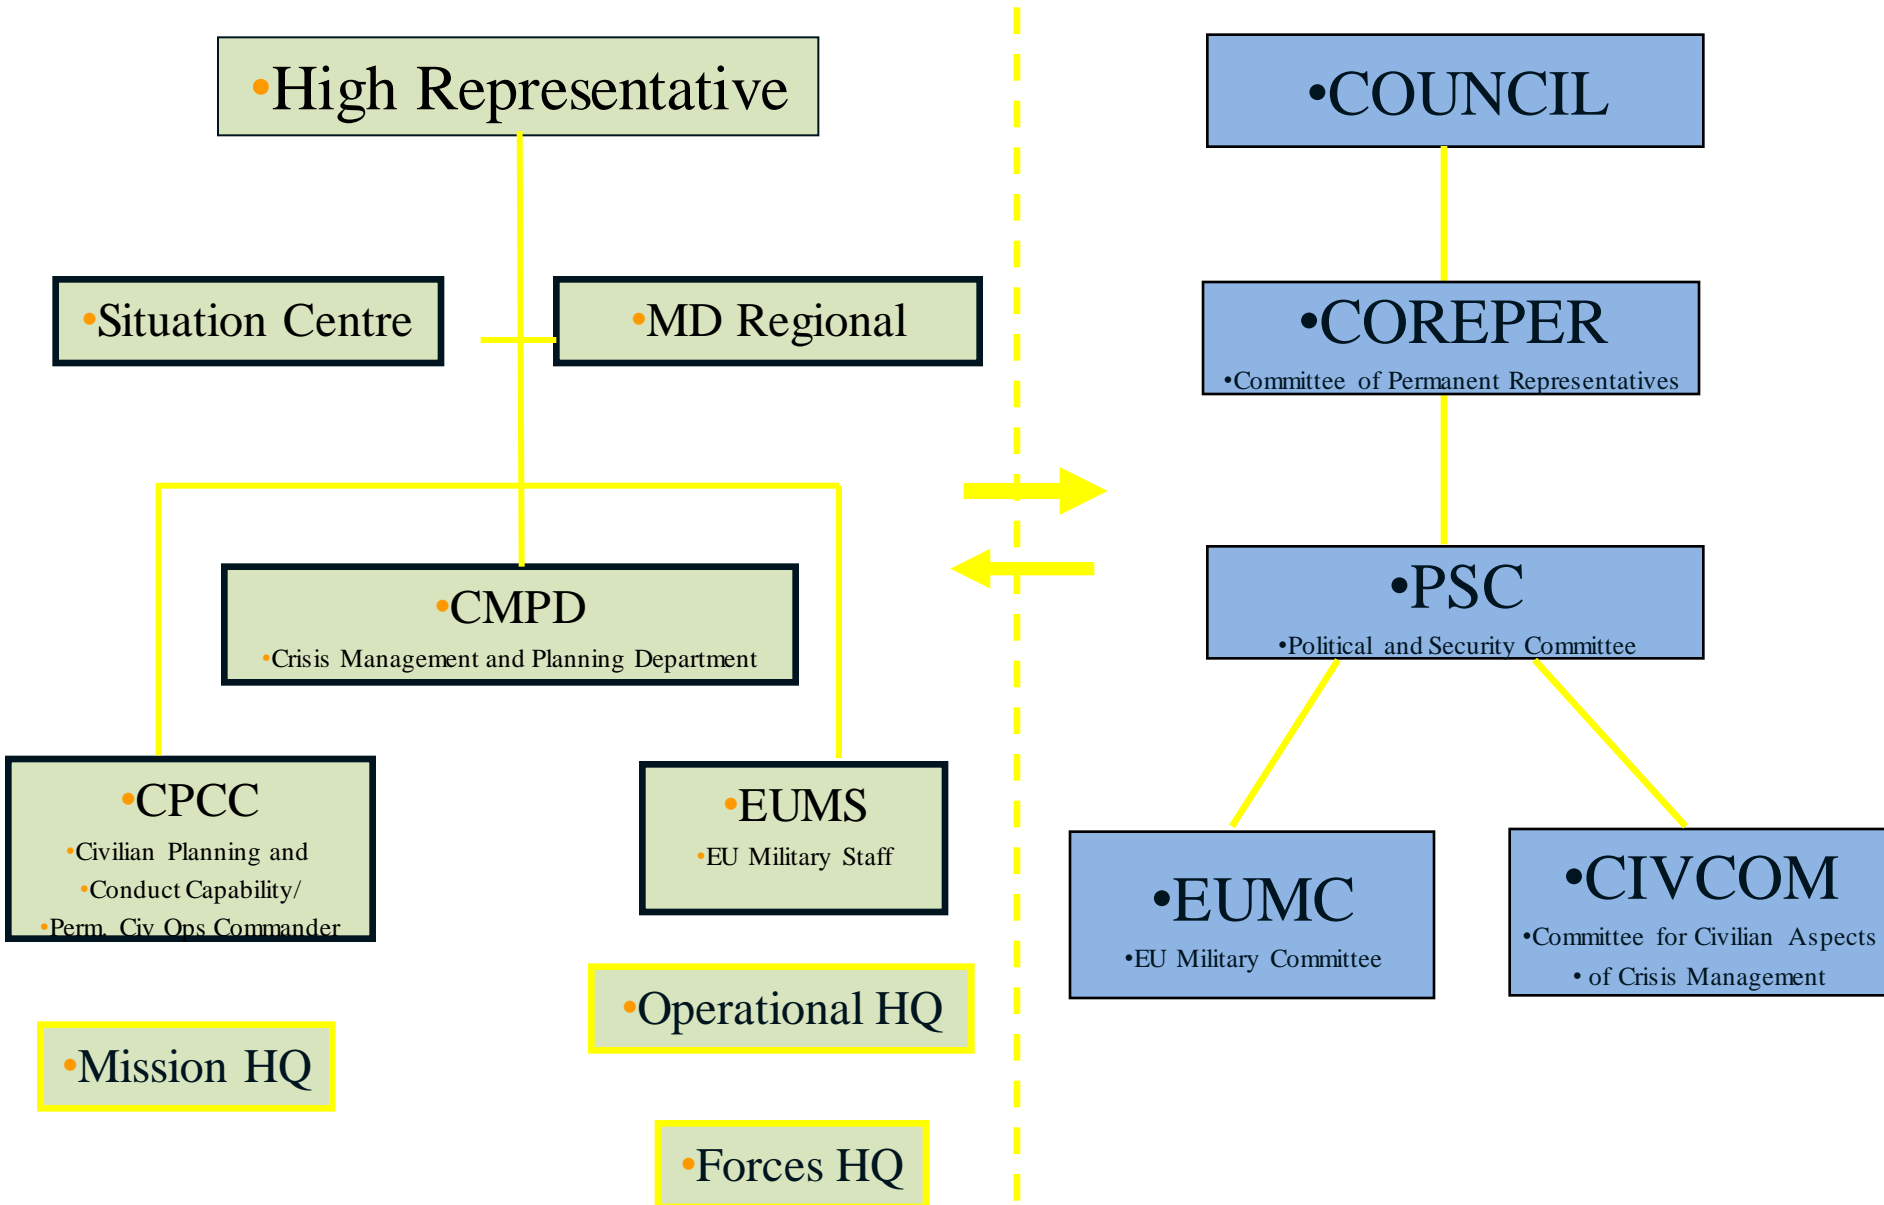 •High Representative
•Situation Centre
•MD Regional
•CMPD
•Crisis Management and Planning Department
•CPCC
•Civilian Planning and
•Conduct Capability/
•Perm. Civ Ops Commander
•EUMS
•EU Military Staff
•Operational HQ
•Mission HQ
•Forces HQ
•COUNCIL
•COREPER
•Committee of Permanent Representatives
•PSC
•Political and Security Committee
•EUMC
•EU Military Committee
•CIVCOM
•Committee for Civilian Aspects
• of Crisis Management